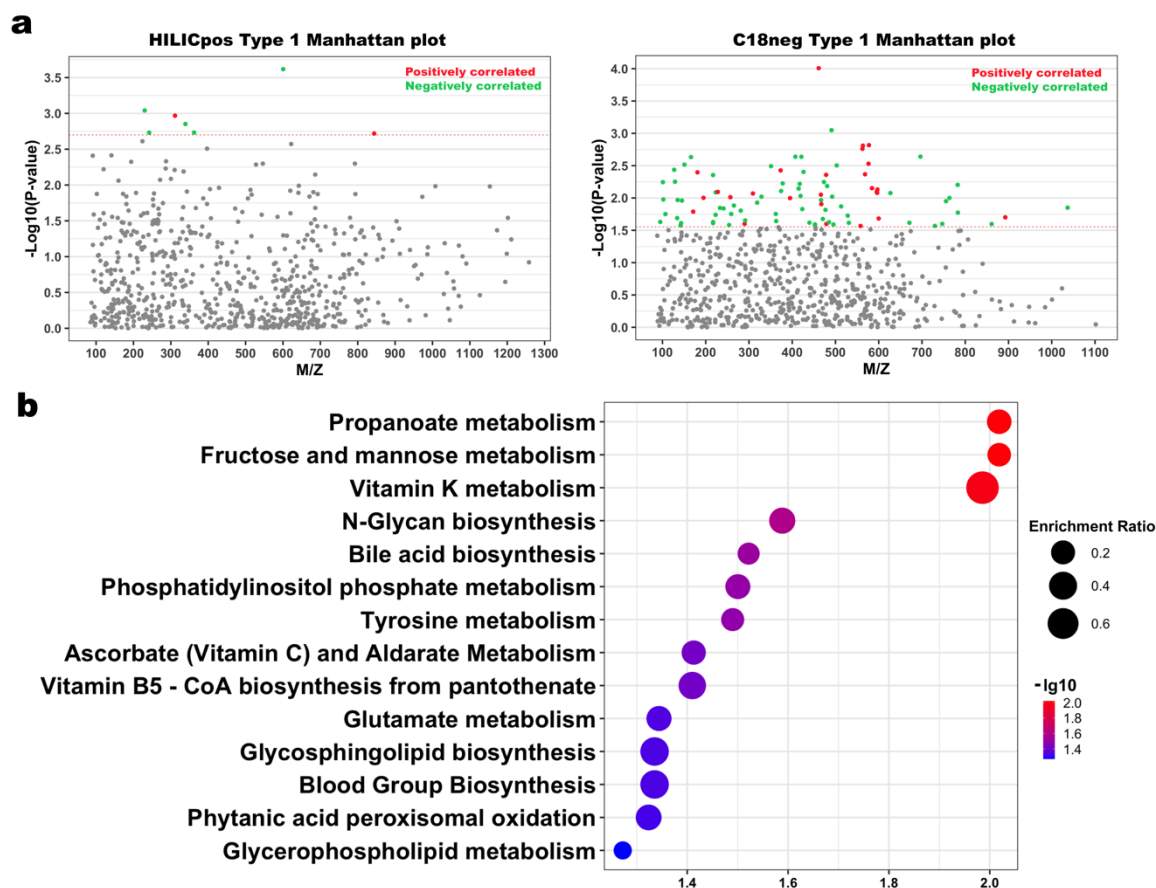 a
HILICpos Type 1 Manhattan plot
Positively correlated
Negatively correlated
3.5
3.0
2.5
2.0
1.5
1.0
0.5
0.0
-Log10(P-value)
100 200 300 400 500 600 700 800 900 1000 1100 1200 1300
M/Z
C18neg Type 1 Manhattan plot
Positively correlated
Negatively correlated
4.0
3.5
3.0
2.5
2.0
1.5
1.0
0.5
0.0
-Log10(P-value)
100 200 300 400 500 600 700 800 900 1000 1100
M/Z
b
Propanoate metabolism
Fructose and mannose metabolism
Vitamin K metabolism
N-Glycan biosynthesis
Bile acid biosynthesis
Phosphatidylinositol phosphate metabolism
Tyrosine metabolism
Ascorbate (Vitamin C) and Aldarate Metabolism
Vitamin B5 - CoA biosynthesis from pantothenate
Glutamate metabolism
Glycosphingolipid biosynthesis
Blood Group Biosynthesis
Phytanic acid peroxisomal oxidation
Glycerophospholipid metabolism
1.4 1.6 1.8 2.0
Enrichment Ratio
0.2
0.4
0.6
- lg10
2.0
1.8
1.6
1.4